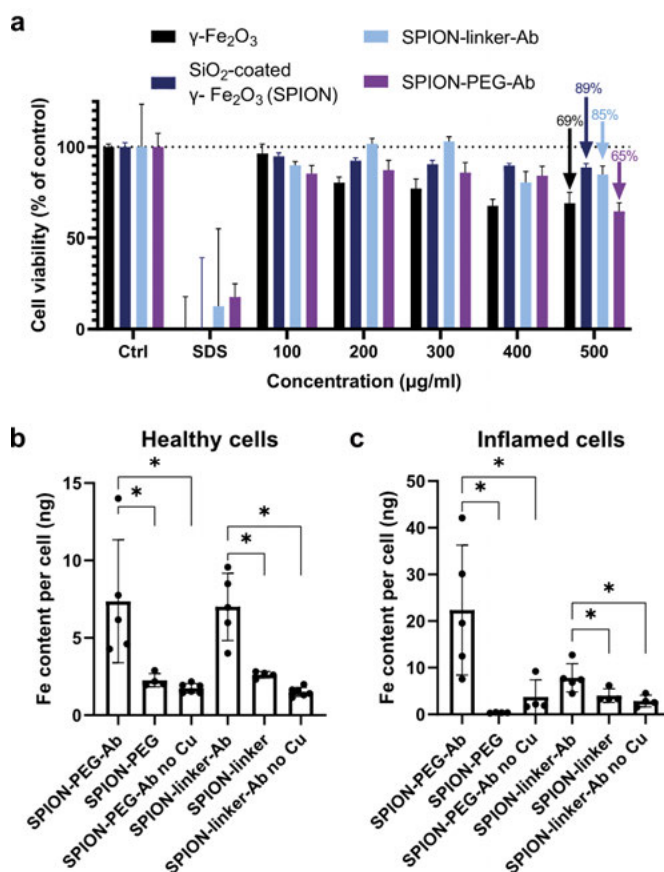 a
γ-Fe₂O₃
SiO₂-coated
γ- Fe₂O₃ (SPION)
SPION-linker-Ab
SPION-PEG-Ab
Cell viability (% of control)
100
50
0
69%
89%
85%
65%
Ctrl SDS 100 200 300 400 500
Concentration (µg/ml)
b Healthy cells
Fe content per cell (ng)
15
10
5
0
* * * *
SPION-PEG-Ab
SPION-PEG
SPION-PEG-Ab no Cu
SPION-linker-Ab
SPION-linker
SPION-linker-Ab no Cu
c Inflamed cells
Fe content per cell (ng)
50
40
30
20
10
0
* * * *
SPION-PEG-Ab
SPION-PEG
SPION-PEG-Ab no Cu
SPION-linker-Ab
SPION-linker
SPION-linker-Ab no Cu